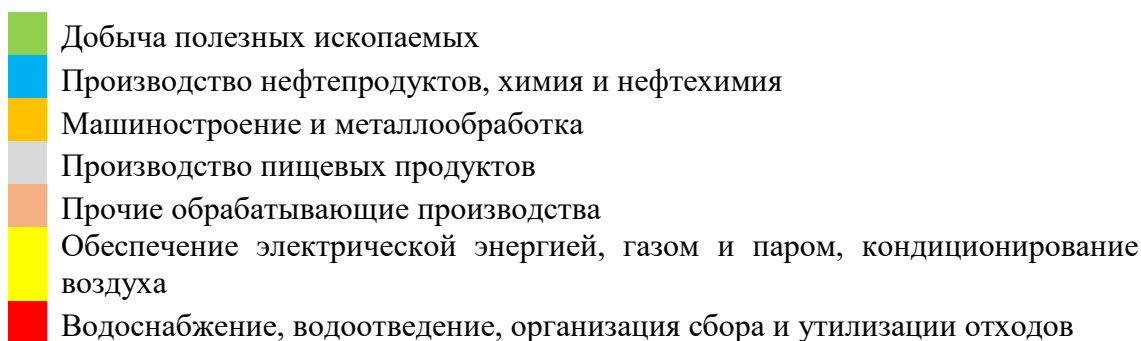 Добыча полезных ископаемых
Производство нефтепродуктов, химия и нефтехимия
Машиностроение и металлообработка
Производство пищевых продуктов
Прочие обрабатывающие производства
Обеспечение электрической энергией, газом и паром, кондиционирование
воздуха
Водоснабжение, водоотведение, организация сбора и утилизации отходов